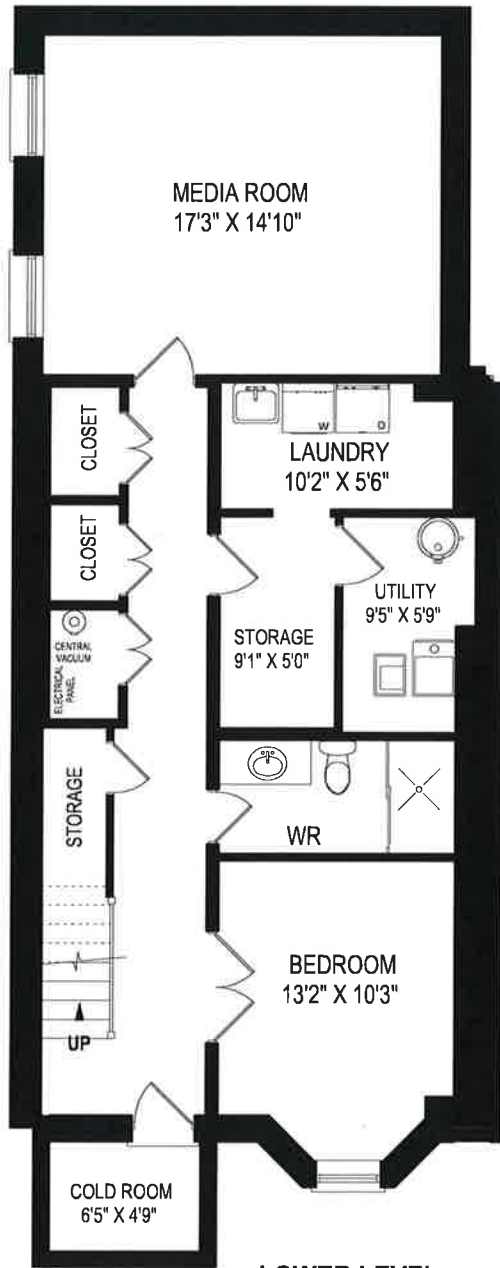 MEDIA ROOM
17'3" X 14'10"
CLOSET
W
D
LAUNDRY
10'2" X 5'6"
CLOSET
UTILITY
9'5" X 5'9"
STORAGE
9'1" X 5'0"
CENTRAL
VACUUM
ELECTRICAL
PANEL
STORAGE
WR
BEDROOM
13'2" X 10'3"
UP
COLD ROOM
6'5" X 4'9"
LOWER LEVEL